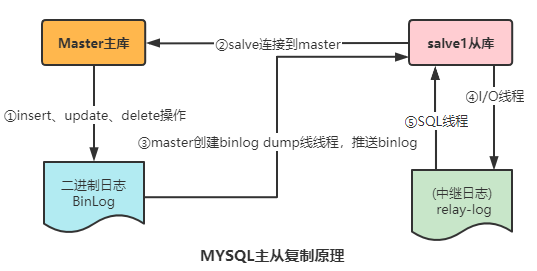 Master主库
salve1从库
②salve连接到master
④I/O线程
①insert、update、delete操作
⑤SQL线程
③master创建binlog dump线线程，推送binlog
二进制日志
BinLog
(中继日志)
relay-log
MYSQL主从复制原理